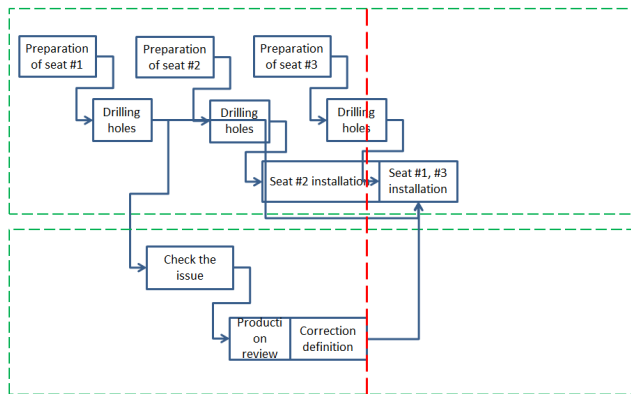 Preparation
of seat #1
Preparation
of seat #2
Preparation
of seat #3
Drilling
holes
Drilling
holes
Drilling
holes
Seat #2 installation
Seat #1, #3
installation
Check the
issue
Producti
on
review
Correction
definition